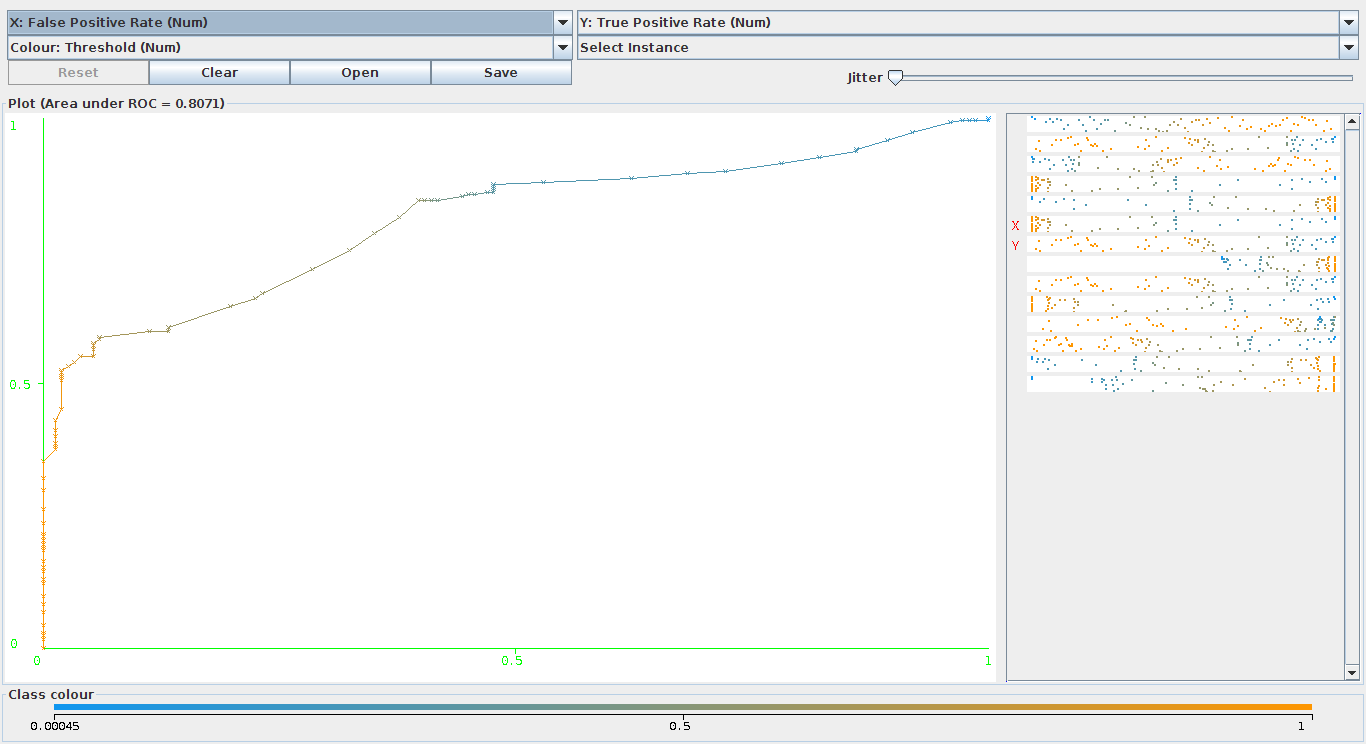 X: False Positive Rate (Num) Y: True Positive Rate (Num)
Colour: Threshold (Num) Select Instance
Reset Clear Open Save Jitter
Plot (Area under ROC = 0.8071)
1
0.5
0
0 0.5 1
X
Y
Class colour
0.00045 0.5 1